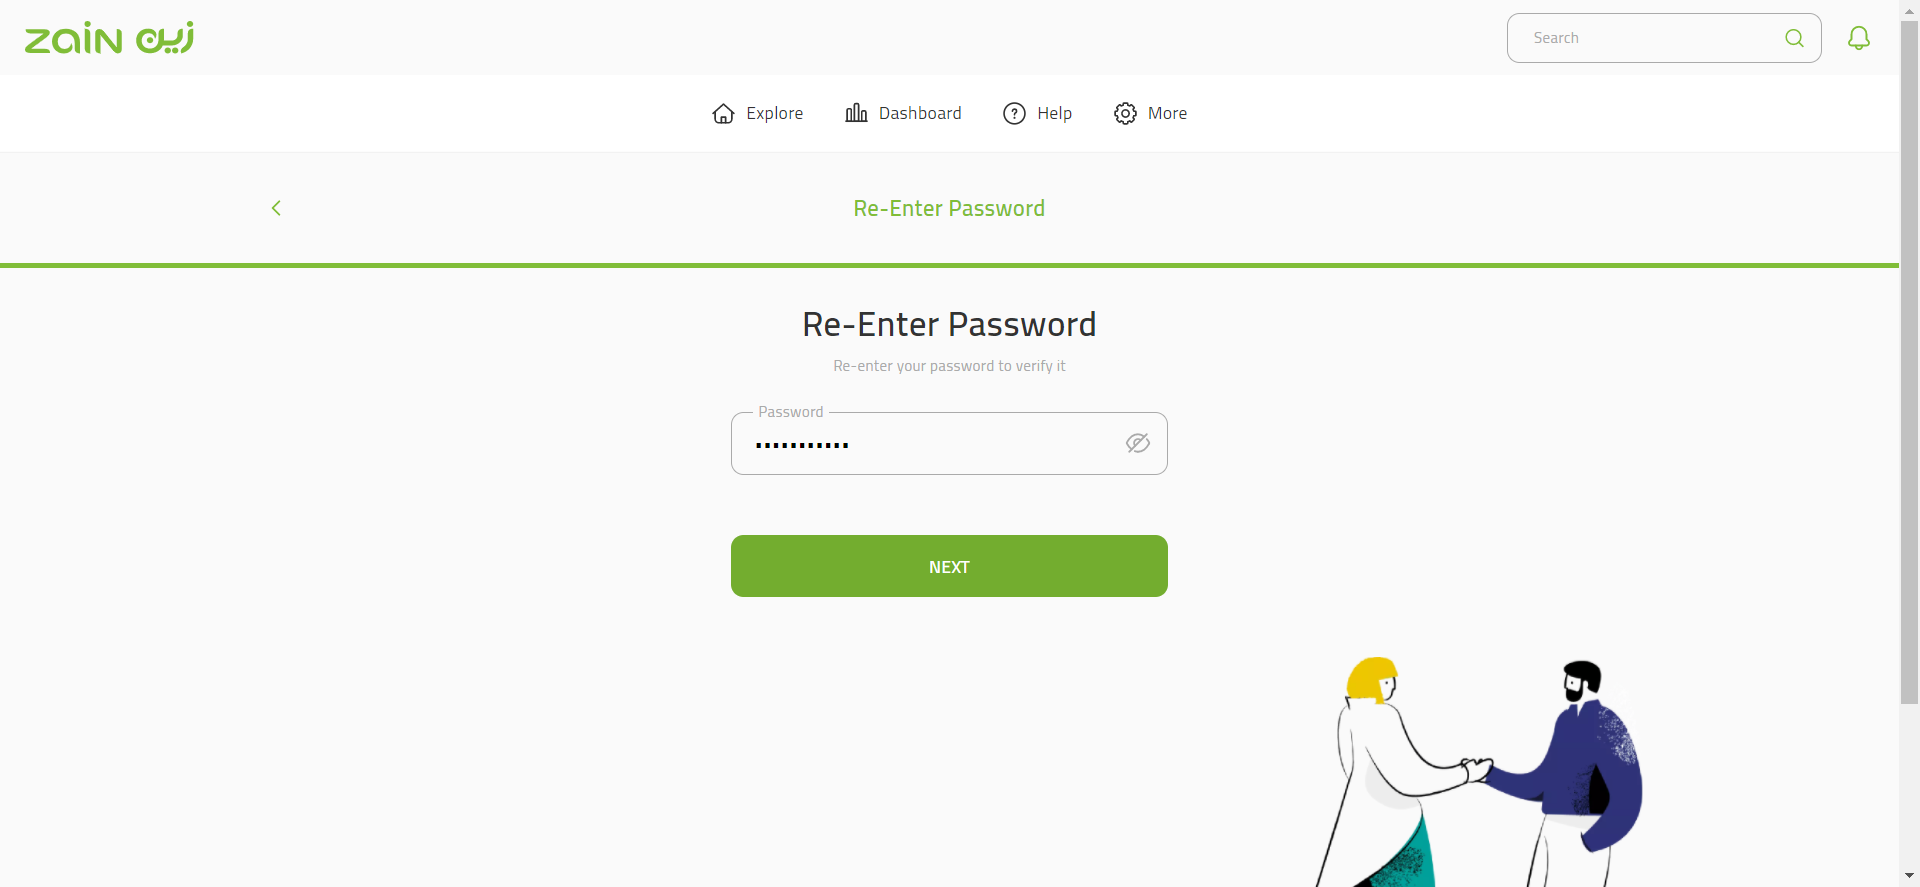 zain زين
Search
Explore
Dashboard
Help
More
Re-Enter Password
Re-Enter Password
Re-enter your password to verify it
Password
NEXT